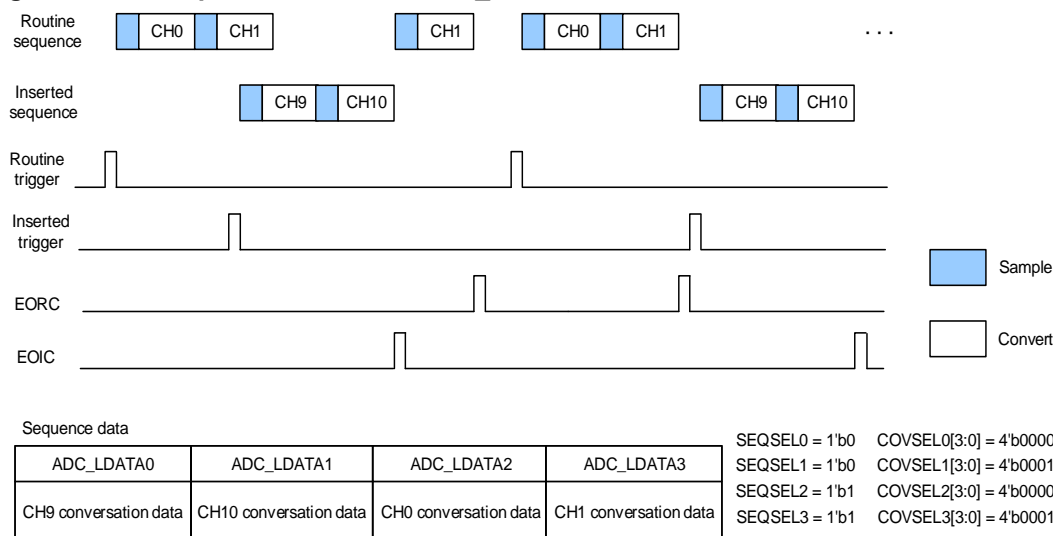 Routine
sequence
CH0 CH1 CH1 CH0 CH1 . . .
Inserted
sequence
CH9 CH10 CH9 CH10
Routine
trigger
Inserted
trigger
Sample
EORC
Convert
EOIC
Sequence data
ADC_LDATA0 ADC_LDATA1 ADC_LDATA2 ADC_LDATA3
CH9 conversation data CH10 conversation data CH0 conversation data CH1 conversation data
SEQSEL0 = 1'b0 COVSEL0[3:0] = 4'b0000
SEQSEL1 = 1'b0 COVSEL1[3:0] = 4'b0001
SEQSEL2 = 1'b1 COVSEL2[3:0] = 4'b0000
SEQSEL3 = 1'b1 COVSEL3[3:0] = 4'b0001